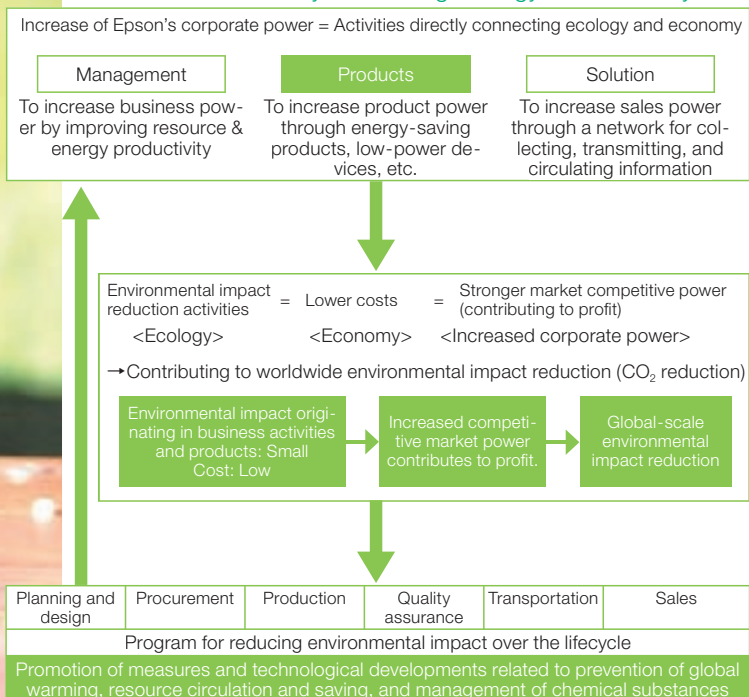 Increase of Epson's corporate power = Activities directly connecting ecology and economy
Management
To increase business pow-
er by improving resource &
energy productivity
Products
To increase product power
through energy-saving
products, low-power de-
vices, etc.
Solution
To increase sales power
through a network for col-
lecting, transmitting, and
circulating information
Environmental impact
reduction activities
= Lower costs =
Stronger market competitive power
(contributing to profit)
<Ecology> <Economy> <Increased corporate power>
→Contributing to worldwide environmental impact reduction (CO₂ reduction)
Environmental impact origi-
nating in business activities
and products: Small
Cost: Low
Increased competi-
tive market power
contributes to profit.
Global-scale
environmental
impact reduction
Planning and
design
Procurement
Production
Quality
assurance
Transportation
Sales
Program for reducing environmental impact over the lifecycle
Promotion of measures and technological developments related to prevention of global
warming, resource circulation and saving, and management of chemical substances